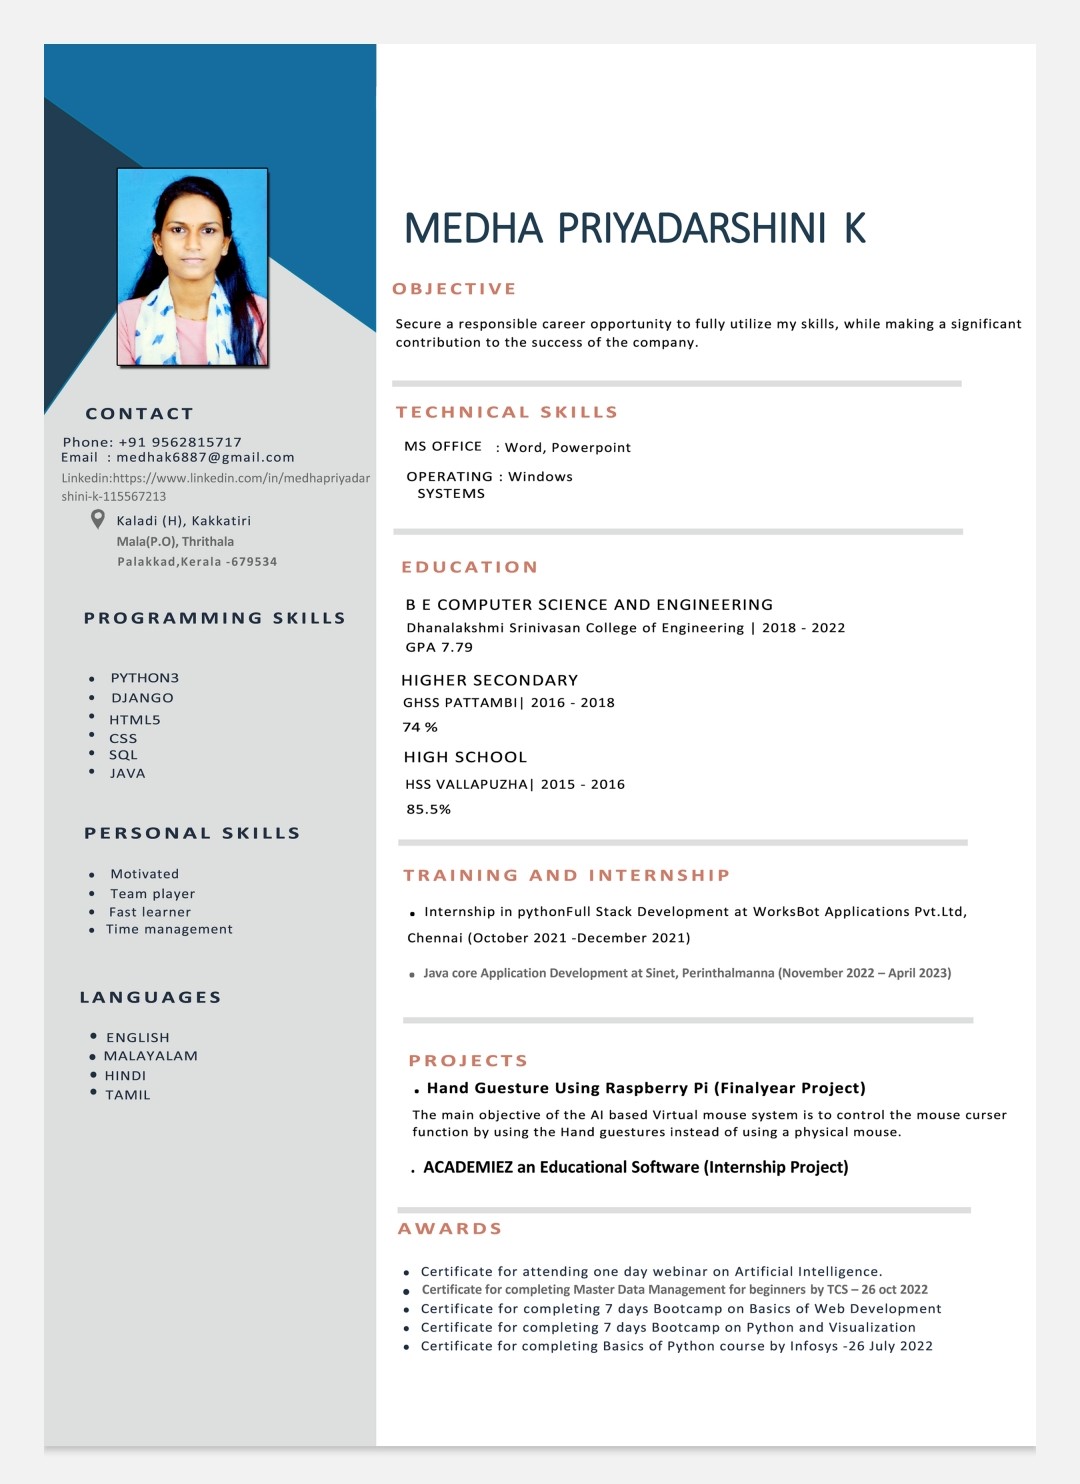 MEDHA PRIYADARSHINI K
CONTACT
Phone: +91 9562815717
Email : medhak6887@gmail.com
Linkedin:https://www.linkedin.com/in/medhapriyadar
shini-k-115567213
Kaladi (H), Kakkatiri
Mala(P.O), Thrithala
Palakkad,Kerala -679534
PROGRAMMING SKILLS
• PYTHON3
• DJANGO
• HTML5
• CSS
• SQL
• JAVA
PERSONAL SKILLS
• Motivated
• Team player
• Fast learner
• Time management
LANGUAGES
• ENGLISH
• MALAYALAM
• HINDI
• TAMIL
OBJECTIVE
Secure a responsible career opportunity to fully utilize my skills, while making a significant
contribution to the success of the company.
TECHNICAL SKILLS
MS OFFICE : Word, Powerpoint
OPERATING : Windows
SYSTEMS
EDUCATION
B E COMPUTER SCIENCE AND ENGINEERING
Dhanalakshmi Srinivasan College of Engineering | 2018 - 2022
GPA 7.79
HIGHER SECONDARY
GHSS PATTAMBI| 2016 - 2018
74 %
HIGH SCHOOL
HSS VALLAPUZHA| 2015 - 2016
85.5%
TRAINING AND INTERNSHIP
• Internship in pythonFull Stack Development at WorksBot Applications Pvt.Ltd,
Chennai (October 2021 -December 2021)
• Java core Application Development at Sinet, Perinthalmanna (November 2022 – April 2023)
PROJECTS
. Hand Guesture Using Raspberry Pi (Finalyear Project)
The main objective of the AI based Virtual mouse system is to control the mouse curser
function by using the Hand guestures instead of using a physical mouse.
. ACADEMIEZ an Educational Software (Internship Project)
AWARDS
• Certificate for attending one day webinar on Artificial Intelligence.
• Certificate for completing Master Data Management for beginners by TCS – 26 oct 2022
• Certificate for completing 7 days Bootcamp on Basics of Web Development
• Certificate for completing 7 days Bootcamp on Python and Visualization
• Certificate for completing Basics of Python course by Infosys -26 July 2022